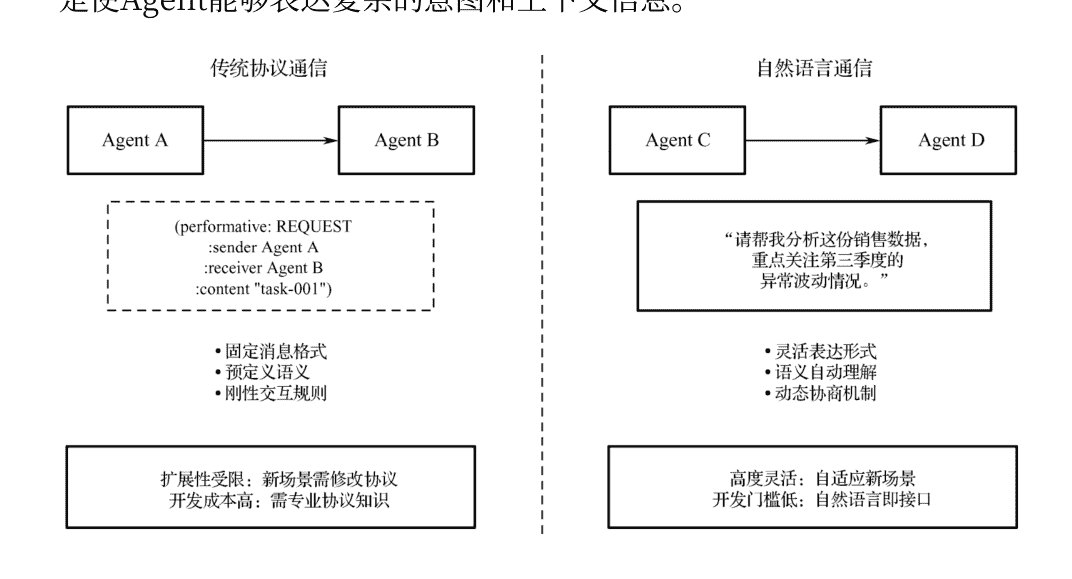 是使Agent能够表达复杂的意图和上下文信息。
传统协议通信
Agent A
Agent B
(performative: REQUEST
:sender Agent A
:receiver Agent B
:content "task-001")
•固定消息格式
•预定义语义
•刚性交互规则
扩展性受限：新场景需修改协议
开发成本高：需专业协议知识
自然语言通信
Agent C
Agent D
“请帮我分析这份销售数据，
重点关注第三季度的
异常波动情况。”
•灵活表达形式
•语义自动理解
•动态协商机制
高度灵活：自适应新场景
开发门槛低：自然语言即接口